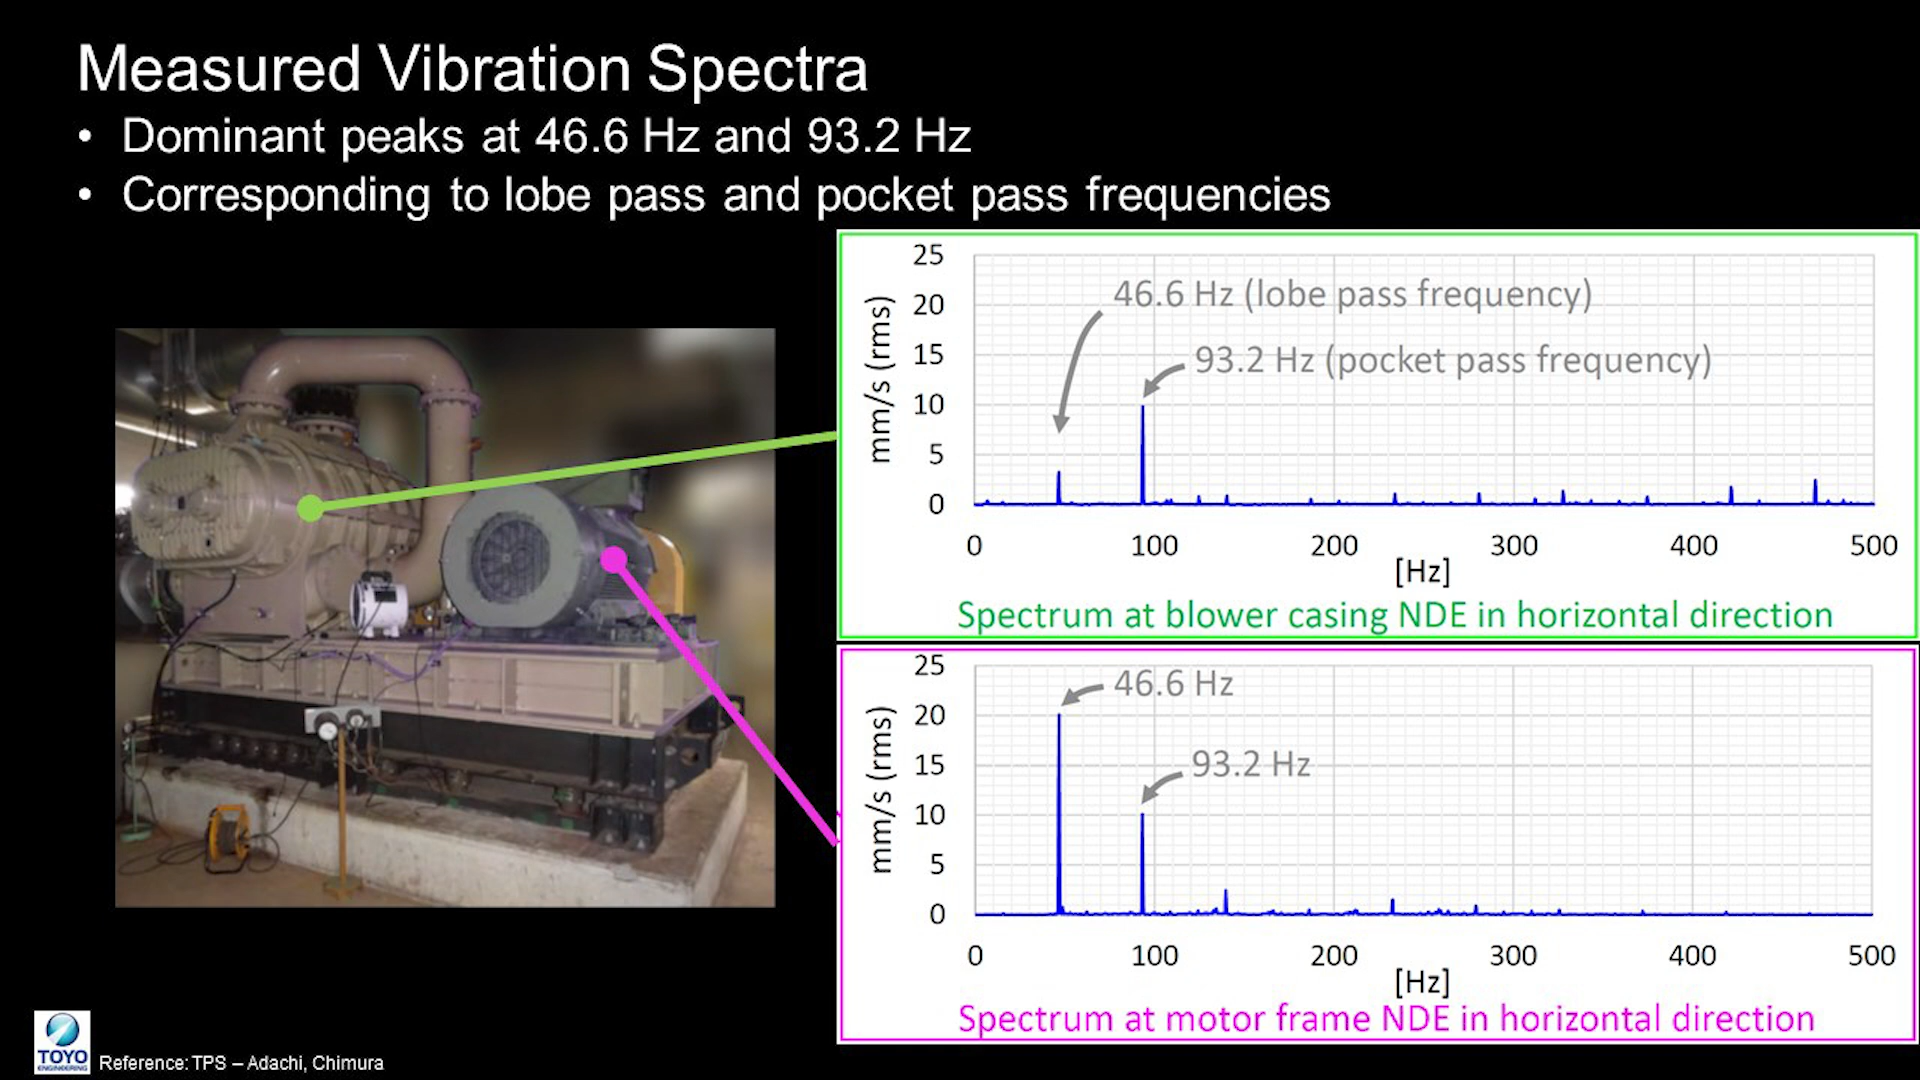 Measured Vibration Spectra
• Dominant peaks at 46.6 Hz and 93.2 Hz
• Corresponding to lobe pass and pocket pass frequencies
25
20
15
10
5
0
mm/s (rms)
46.6 Hz (lobe pass frequency)
93.2 Hz (pocket pass frequency)
0 100 200 300 400 500
[Hz]
Spectrum at blower casing NDE in horizontal direction
25
20
15
10
5
0
mm/s (rms)
46.6 Hz
93.2 Hz
0 100 200 300 400 500
[Hz]
Spectrum at motor frame NDE in horizontal direction
TOYO
ENGINEERING
Reference: TPS – Adachi, Chimura